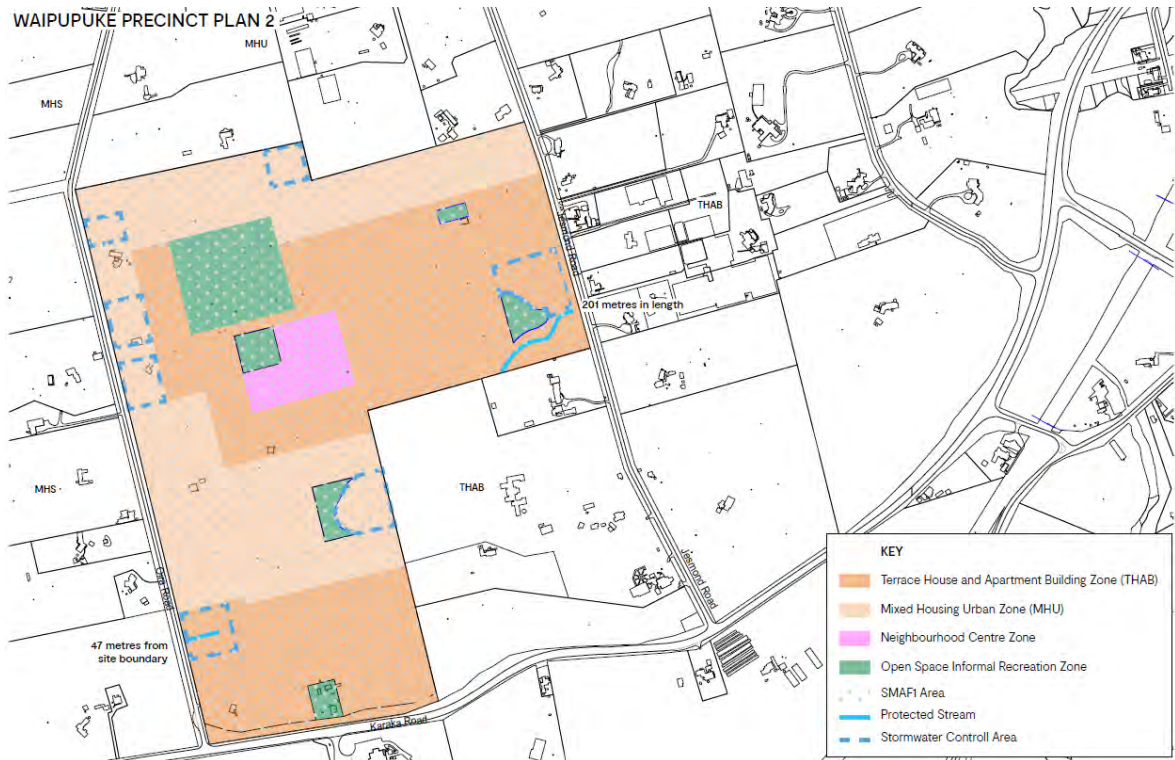 WAIPUPUKE PRECINCT PLAN 2
MHU
MHS
THAB
Jesmond Road
201 metres in length
MHS
THAB
Oira Road
Jesmond Road
47 metres from
site boundary
Karaka Road
KEY
Terrace House and Apartment Building Zone (THAB)
Mixed Housing Urban Zone (MHU)
Neighbourhood Centre Zone
Open Space Informal Recreation Zone
SMAF1 Area
Protected Stream
Stormwater Controll Area